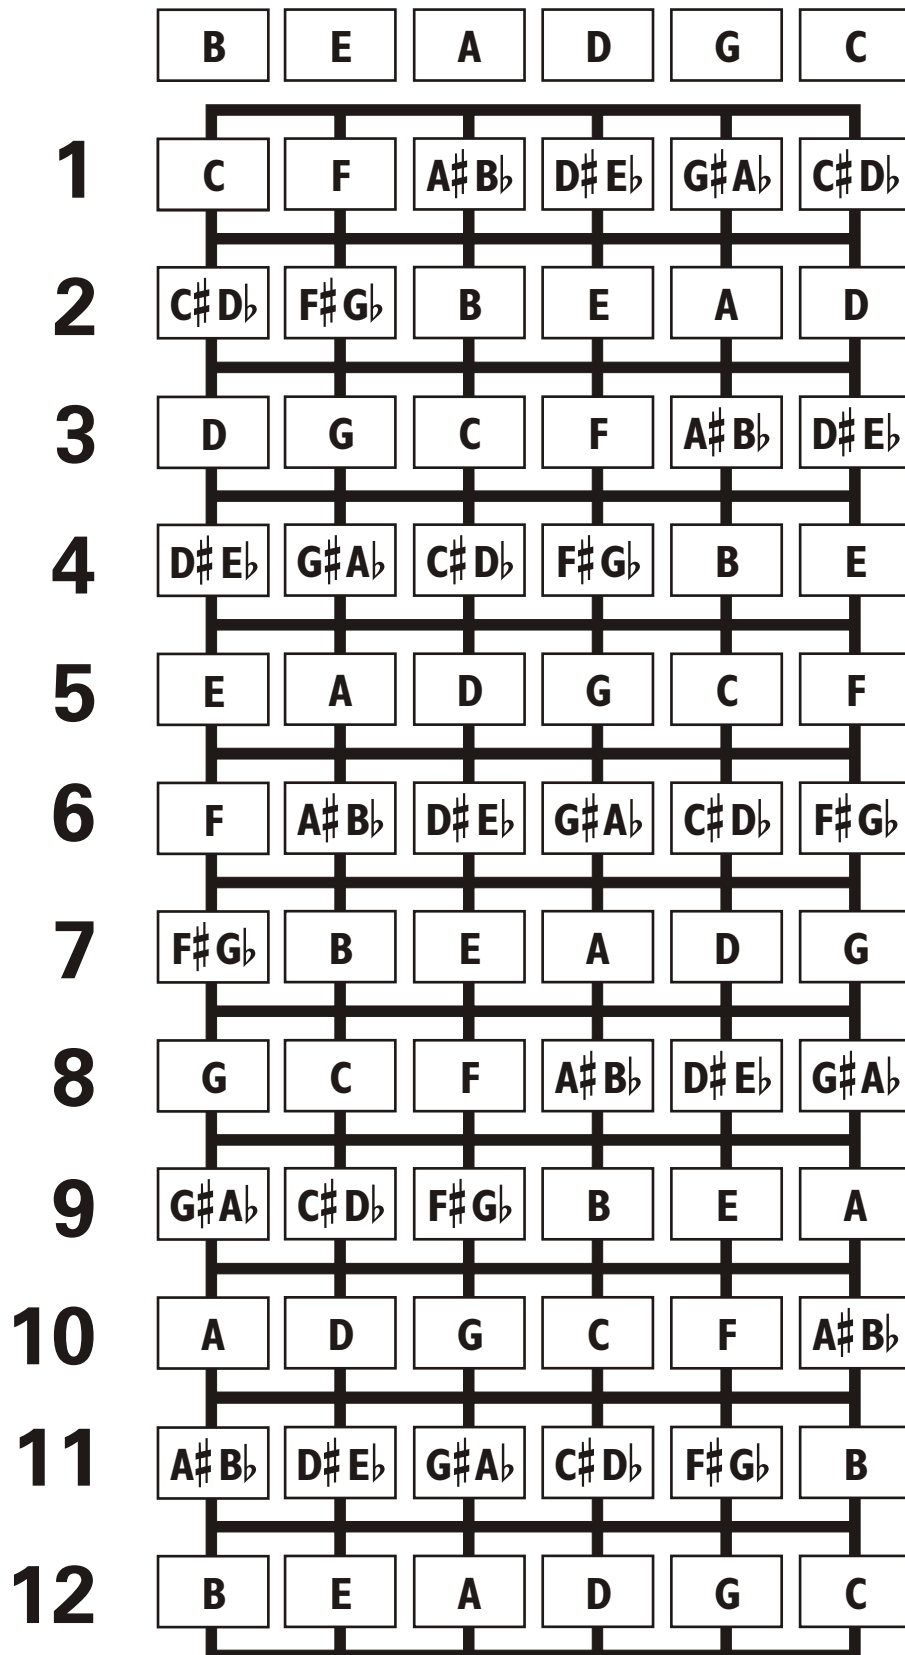 B E A D G C
1 C F A♯B♭ D♯E♭ G♯A♭ C♯D♭
2 C♯D♭ F♯G♭ B E A D
3 D G C F A♯B♭ D♯E♭
4 D♯E♭ G♯A♭ C♯D♭ F♯G♭ B E
5 E A D G C F
6 F A♯B♭ D♯E♭ G♯A♭ C♯D♭ F♯G♭
7 F♯G♭ B E A D G
8 G C F A♯B♭ D♯E♭ G♯A♭
9 G♯A♭ C♯D♭ F♯G♭ B E A
10 A D G C F A♯B♭
11 A♯B♭ D♯E♭ G♯A♭ C♯D♭ F♯G♭ B
12 B E A D G C